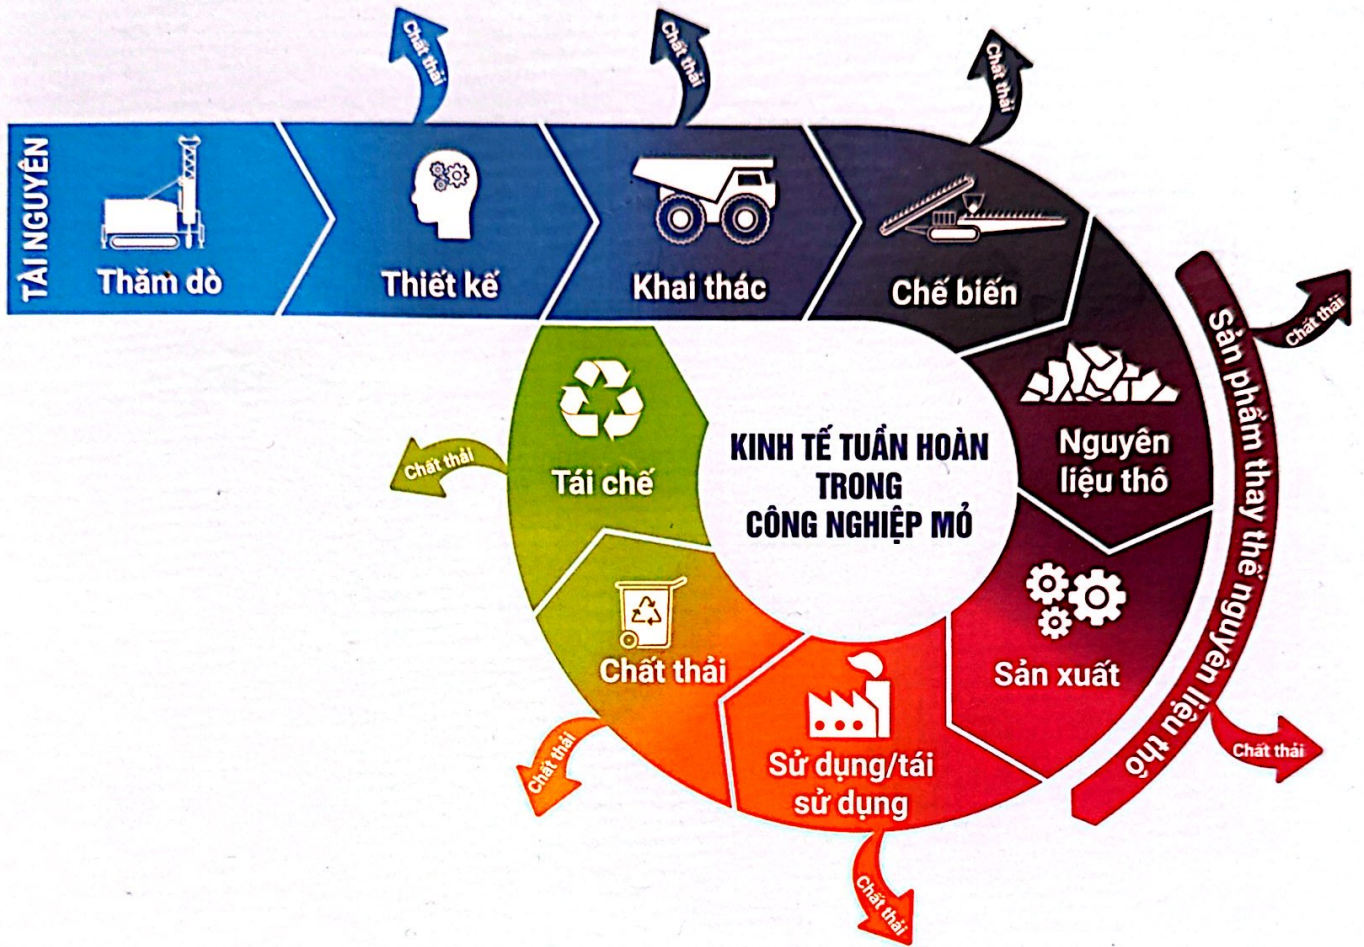 TÀI NGUYÊN
Thăm dò
Thiết kế
Khai thác
Chế biến
Nguyên
liệu thô
Sản xuất
Sử dụng/tái
sử dụng
Chất thải
Tái chế
KINH TẾ TUẦN HOÀN
TRONG
CÔNG NGHIỆP MỎ
Sản phẩm thay thế nguyên liệu thô
Chất thải
Chất thải
Chất thải
Chất thải
Chất thải
Chất thải
Chất thải
Chất thải